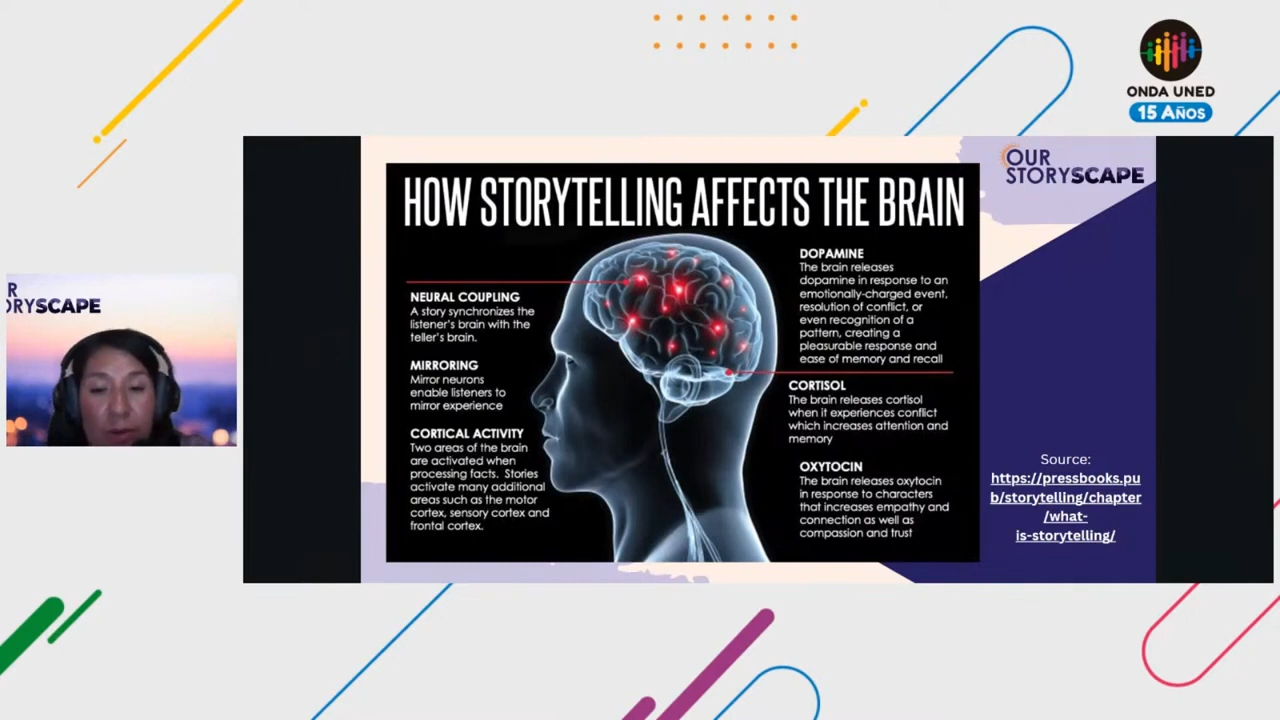 ONDA UNED
15 AÑOS
OUR
STORYSCAPE
HOW STORYTELLING AFFECTS THE BRAIN
NEURAL COUPLING
A story synchronizes the
listener's brain with the
teller's brain.
MIRRORING
Mirror neurons
enable listeners to
mirror experience
CORTICAL ACTIVITY
Two areas of the brain
are activated when
processing facts. Stories
activate many additional
areas such as the motor
cortex, sensory cortex and
frontal cortex.
DOPAMINE
The brain releases
dopamine in response to an
emotionally-charged event,
resolution of conflict, or
even recognition of a
pattern, creating a
pleasurable response and
ease of memory and recall
CORTISOL
The brain releases cortisol
when it experiences conflict
which increases attention and
memory
OXYTOCIN
The brain releases oxytocin
in response to characters
that increases empathy and
connection as well as
compassion and trust
Source:
https://pressbooks.pu
b/storytelling/chapter
/what-
is-storytelling/
R
ORYSCAPE